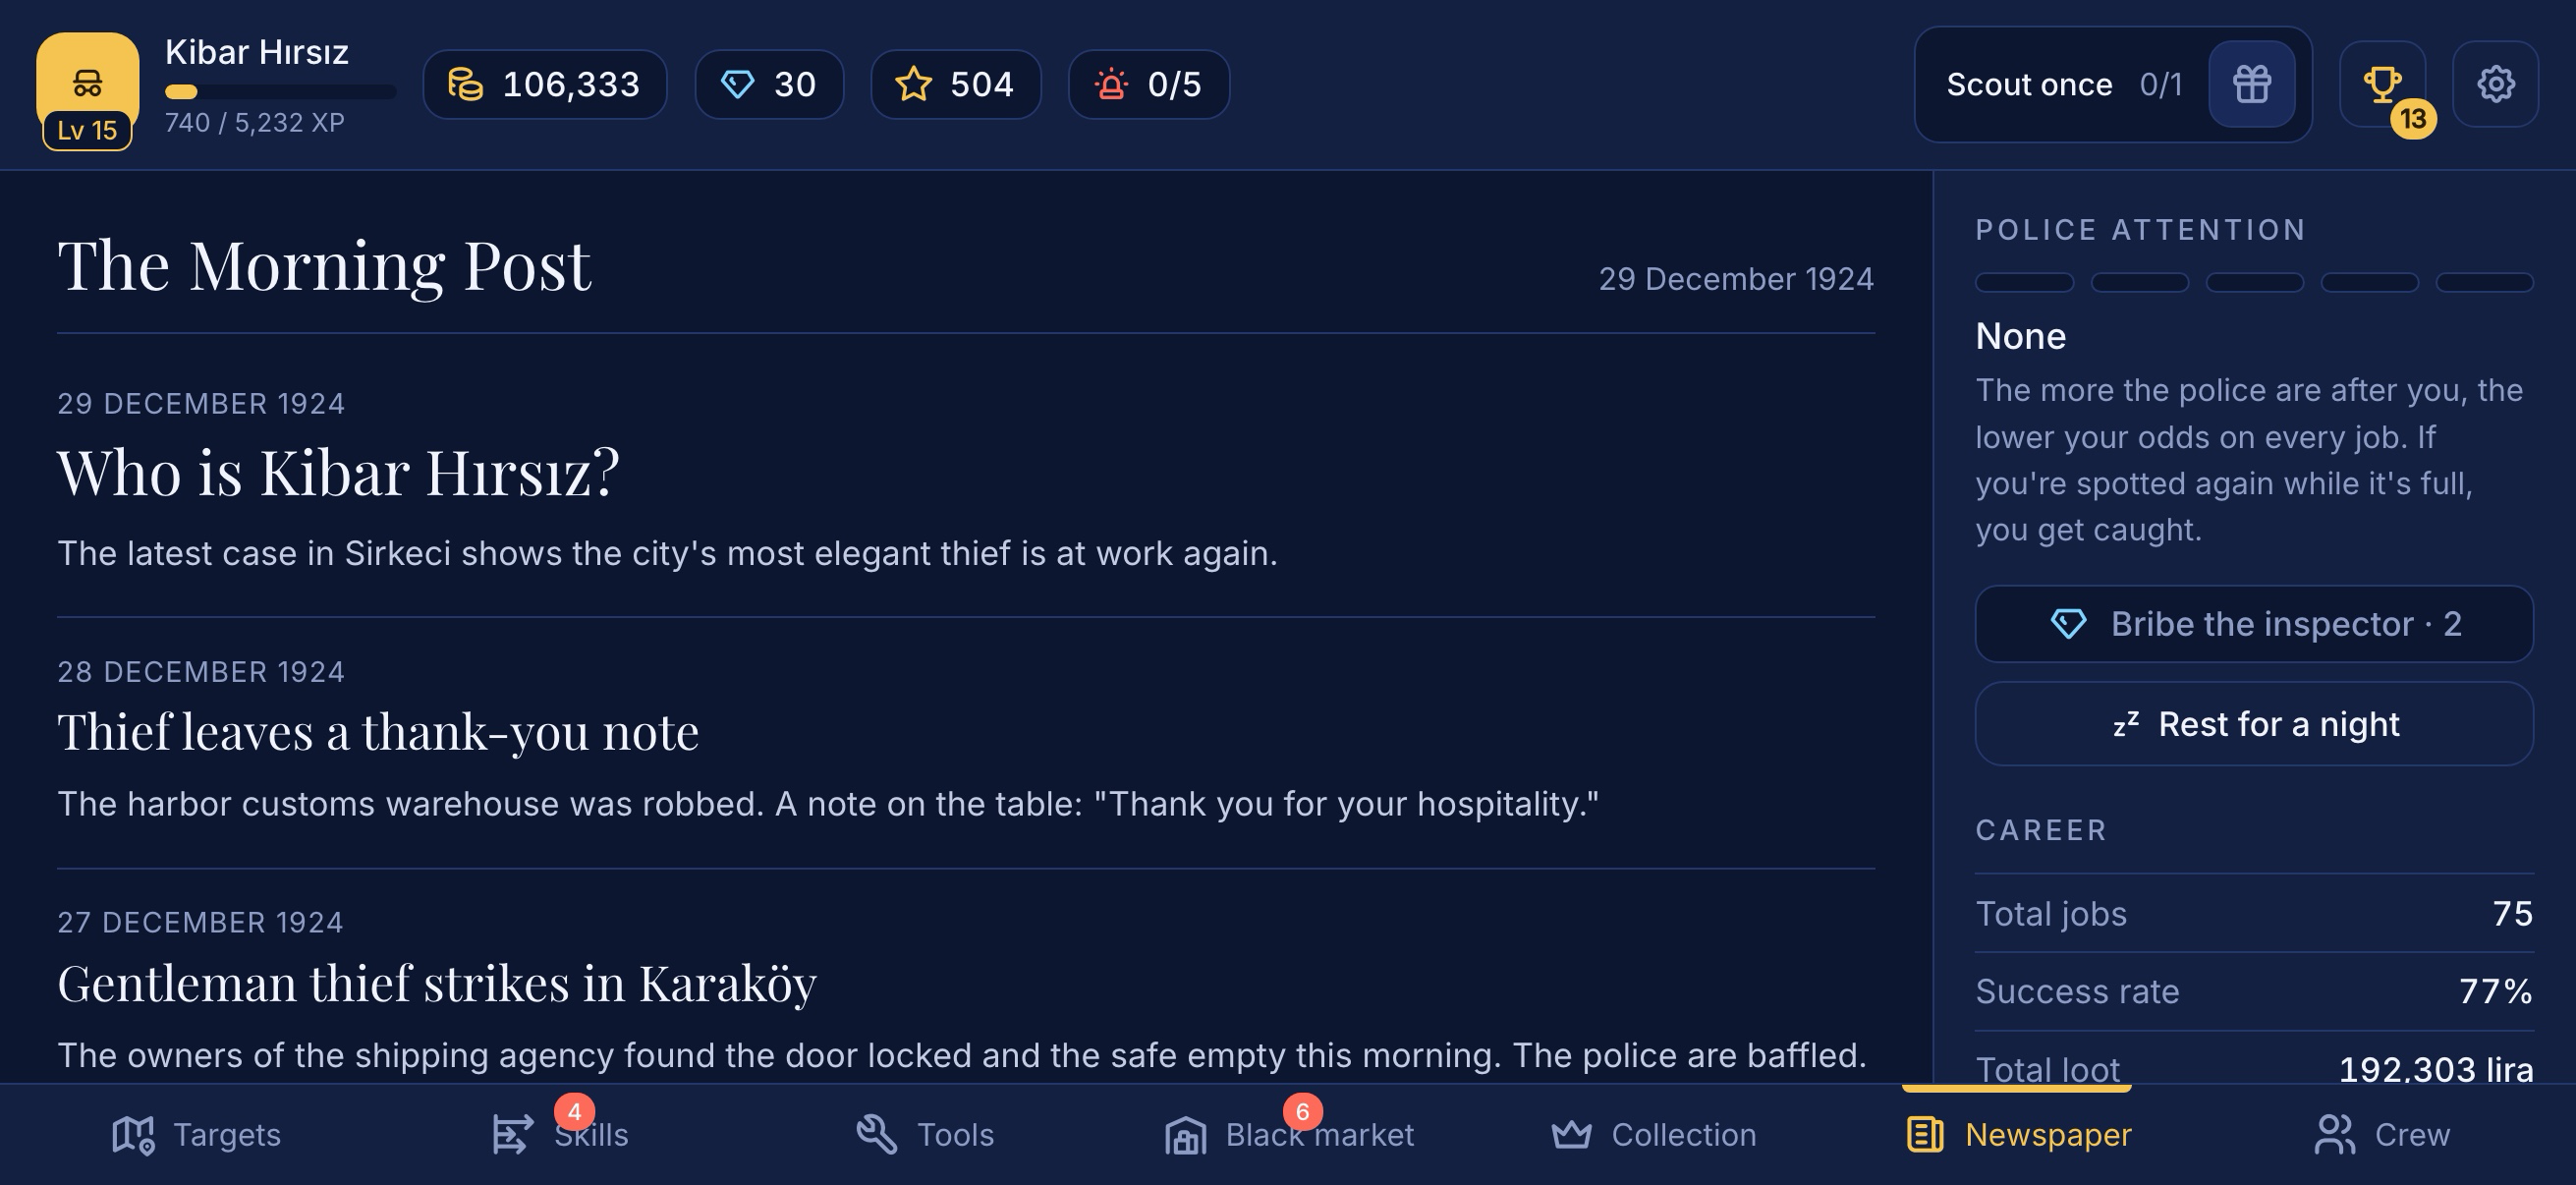 Kibar Hırsız
Lv 15
740 / 5,232 XP
106,333
30
504
0/5
Scout once 0/1
13
The Morning Post
29 December 1924
29 DECEMBER 1924
Who is Kibar Hırsız?
The latest case in Sirkeci shows the city's most elegant thief is at work again.
28 DECEMBER 1924
Thief leaves a thank-you note
The harbor customs warehouse was robbed. A note on the table: "Thank you for your hospitality."
27 DECEMBER 1924
Gentleman thief strikes in Karaköy
The owners of the shipping agency found the door locked and the safe empty this morning. The police are baffled.
POLICE ATTENTION
None
The more the police are after you, the
lower your odds on every job. If
you're spotted again while it's full,
you get caught.
Bribe the inspector · 2
zZ Rest for a night
CAREER
Total jobs 75
Success rate 77%
Total loot 192,303 lira
Targets
4
Skills
Tools
6
Black market
Collection
Newspaper
Crew